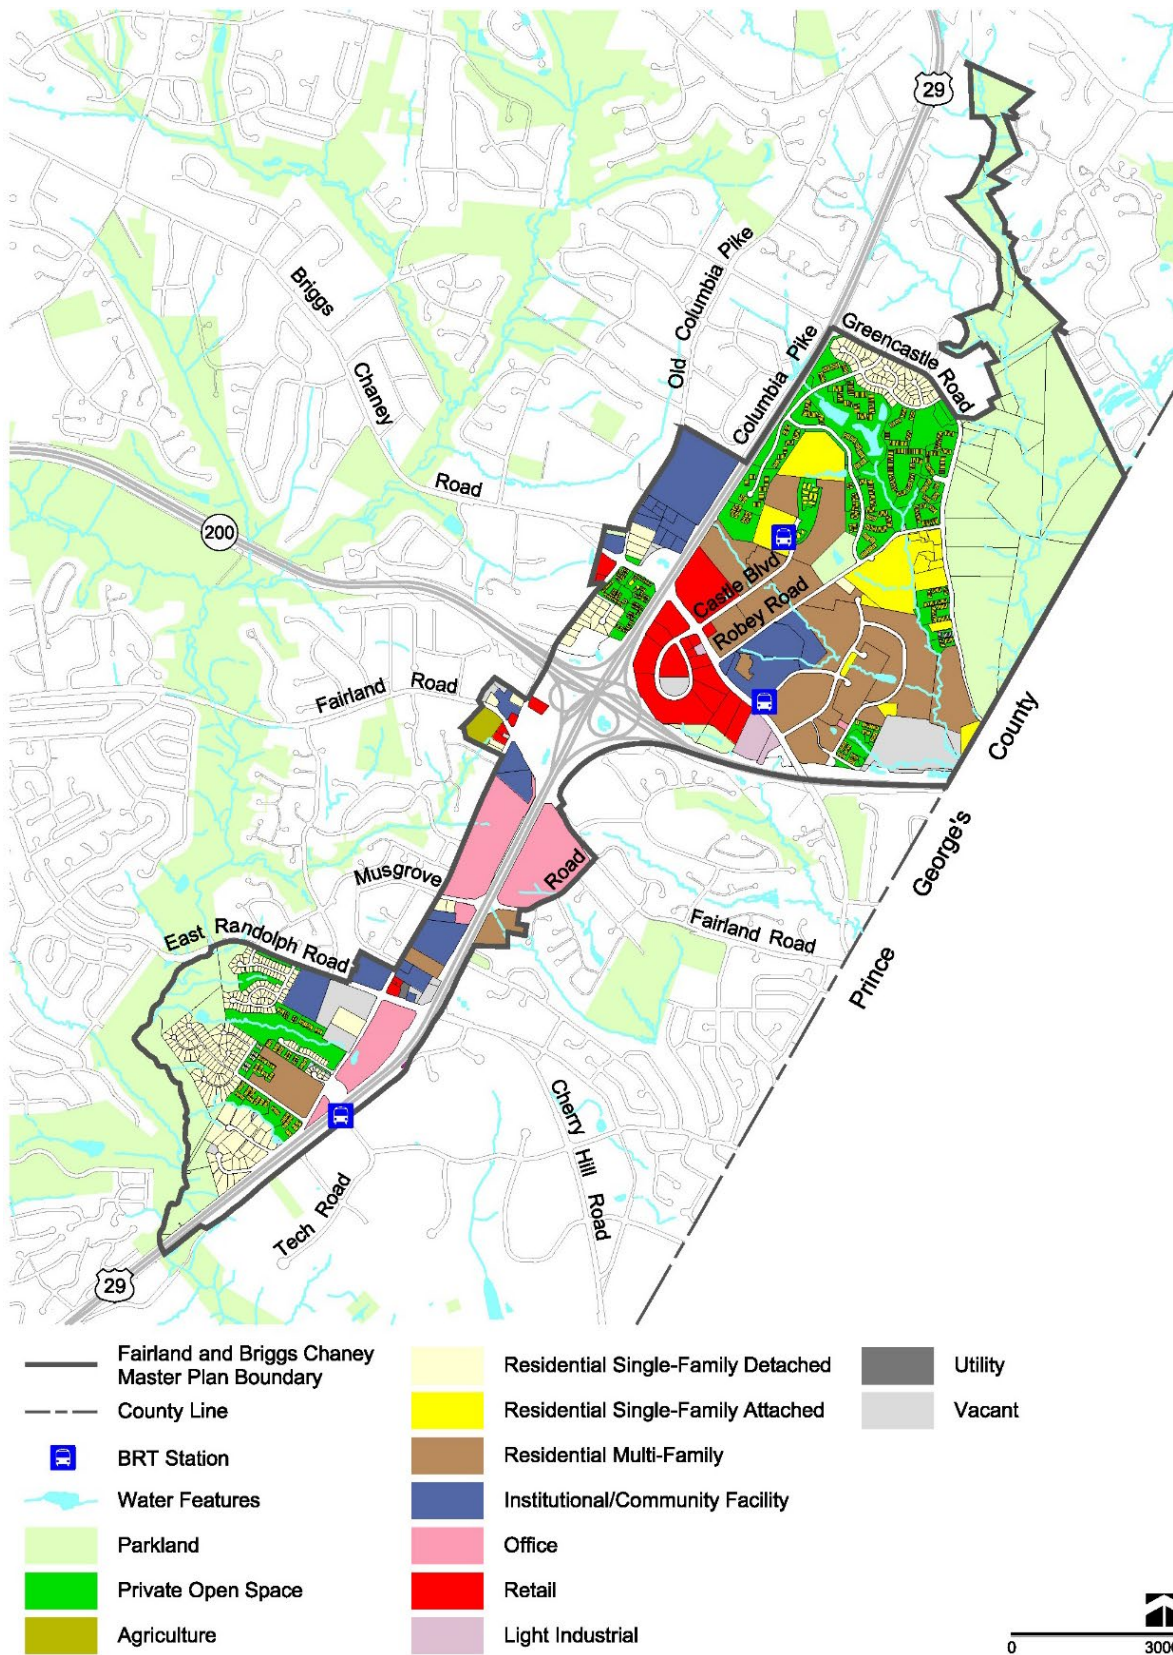 29
Old Columbia Pike
Columbia Pike
Greencastle Road
Briggs
Chaney
Road
200
Castle Blvd
Robey Road
Fairland Road
County
George's
Prince
Musgrove
Road
Fairland Road
East Randolph Road
Cherry Hill Road
Tech Road
29
Fairland and Briggs Chaney
Master Plan Boundary
County Line
BRT Station
Water Features
Parkland
Private Open Space
Agriculture
Residential Single-Family Detached
Residential Single-Family Attached
Residential Multi-Family
Institutional/Community Facility
Office
Retail
Light Industrial
Utility
Vacant
0